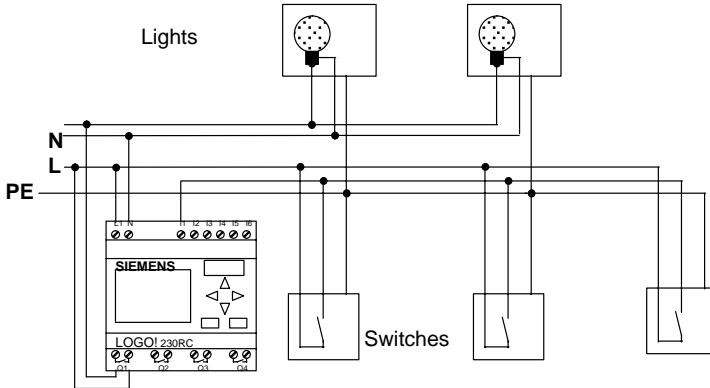 Lights
N
L
PE
L1 N I1 I2 I3 I4 I5 I6
SIEMENS
Switches
LOGO! 230RC
Q1 Q2 Q3 Q4